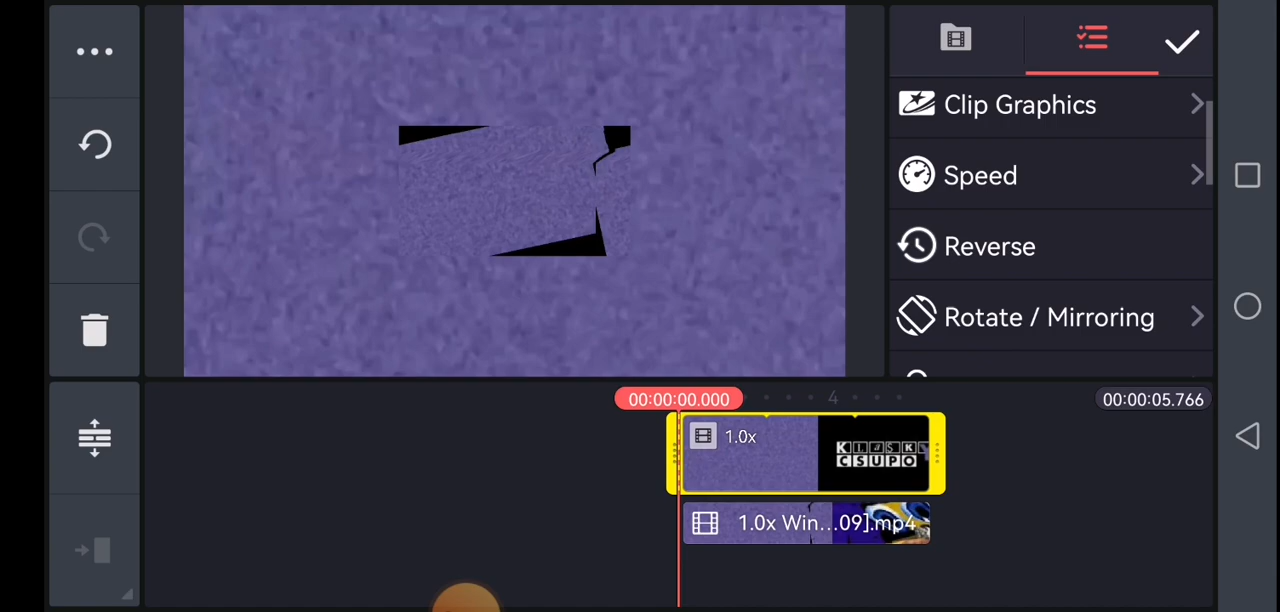 Clip Graphics
Speed
Reverse
Rotate / Mirroring
00:00:00.000
4
00:00:05.766
1.0x
KLASKY
CSUPO
1.0x Win...09].mp4